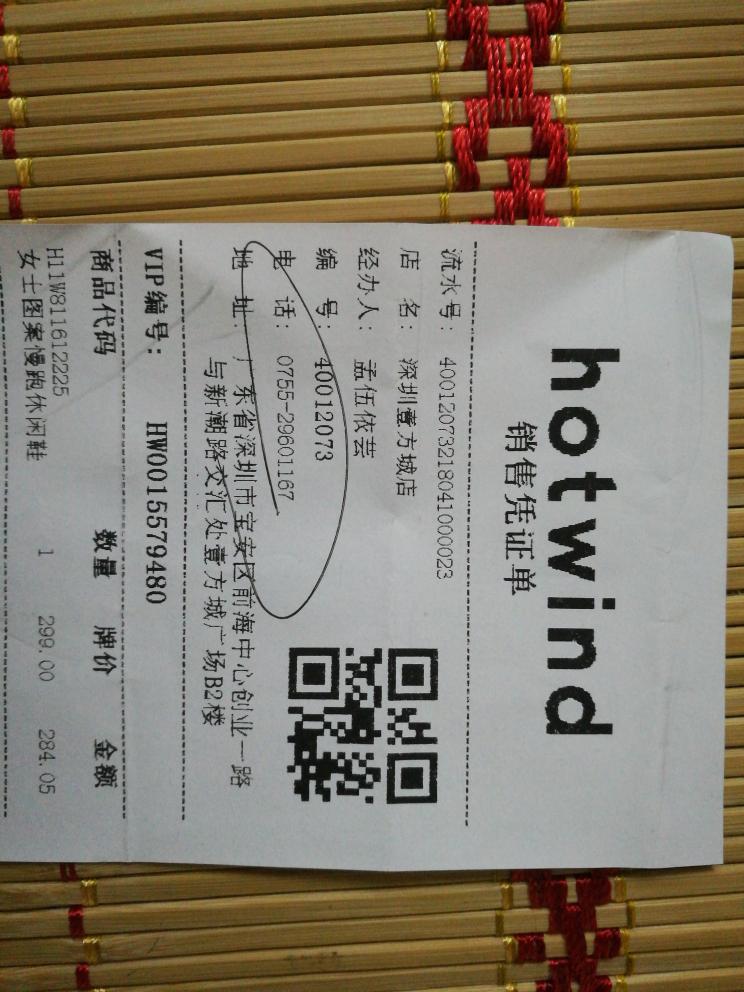 hotwind
销售凭证单
流水号：4001207321804100023
店 名：深圳壹方城店
经办人：孟伍依芸
编 号：40012073
电 话：0755-29601167
地 址：广东省深圳市宝安区前海中心创业一路
与新潮路交汇处壹方城广场B2楼
VIP编号：HW0015579480
商品代码 数量 牌价 金额
H11W811612225 1 299.00 284.05
女士图案慢跑休闲鞋